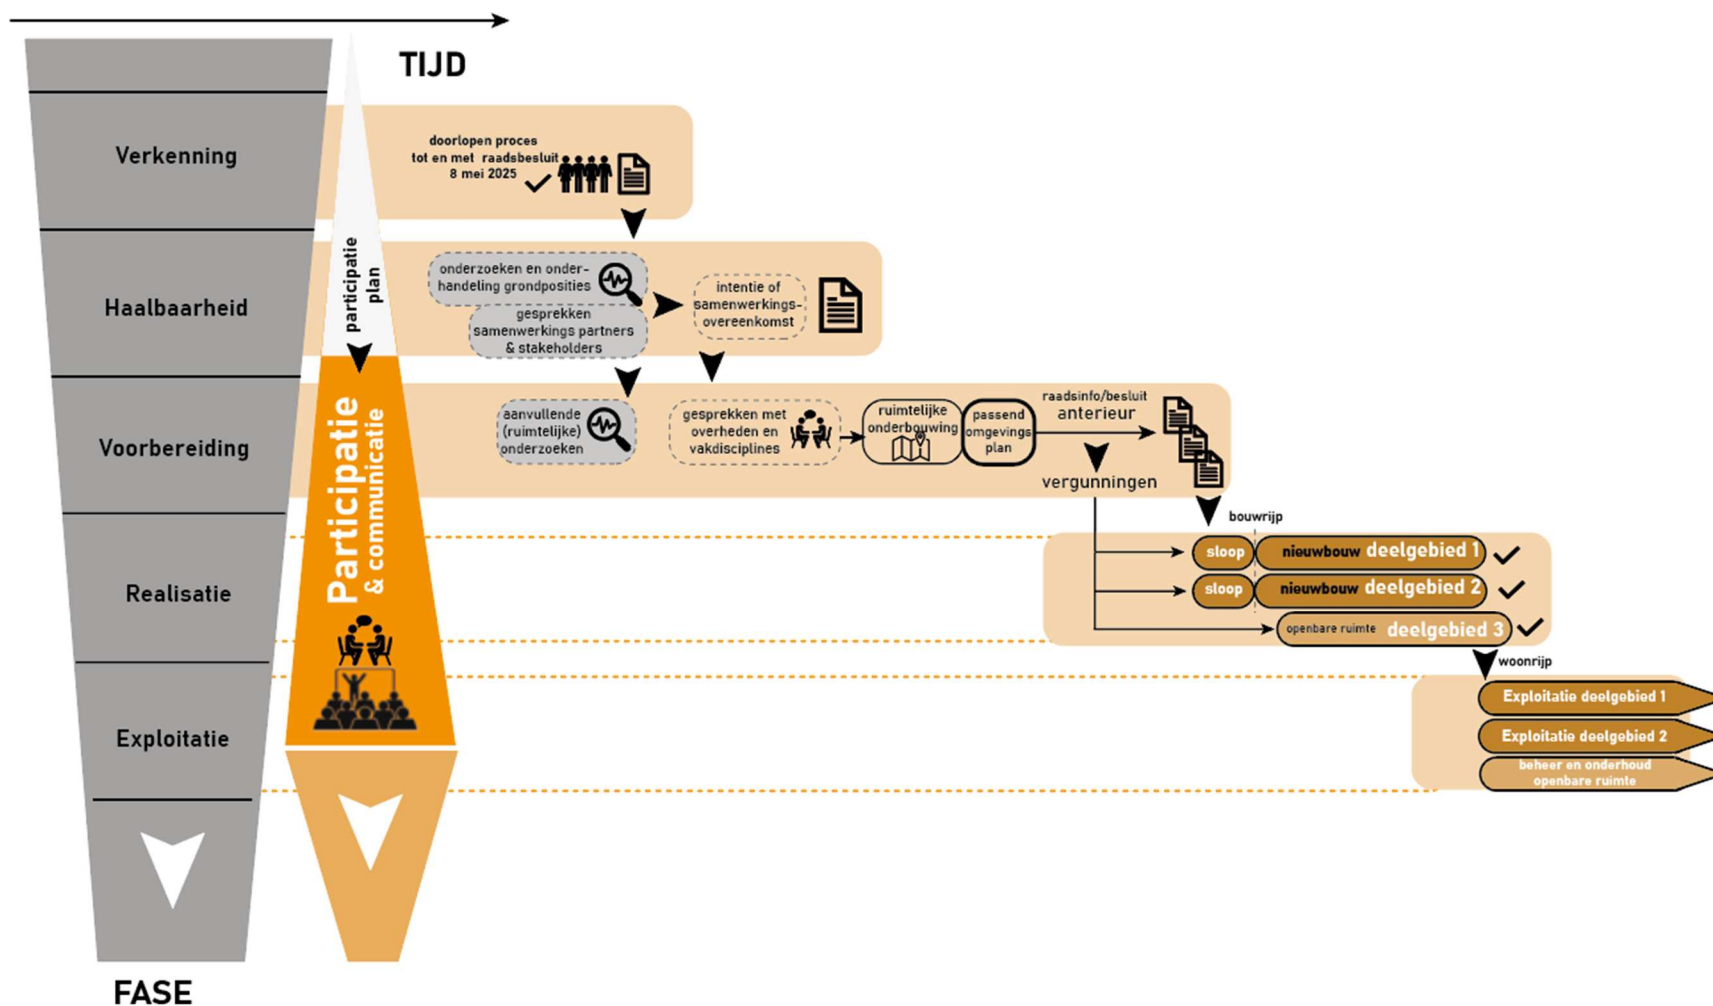 TIJD
Verkenning
doorlopen proces
tot en met raadsbesluit
8 mei 2025
Haalbaarheid
participatie
plan
onderzoeken en onder-
handeling grondposities
gesprekken
samenwerkings partners
& stakeholders
intentie of
samenwerkings-
overeenkomst
Voorbereiding
Participatie
& communicatie
aanvullende
(ruimtelijke)
onderzoeken
gesprekken met
overheden en
vakdisciplines
ruimtelijke
onderbouwing
passend
omgevings
plan
raadsinfo/besluit
anterieur
vergunningen
bouwrijp
Realisatie
sloop
nieuwbouw deelgebied 1
sloop
nieuwbouw deelgebied 2
openbare ruimte deelgebied 3
woonrijp
Exploitatie
Exploitatie deelgebied 1
Exploitatie deelgebied 2
beheer en onderhoud
openbare ruimte
FASE